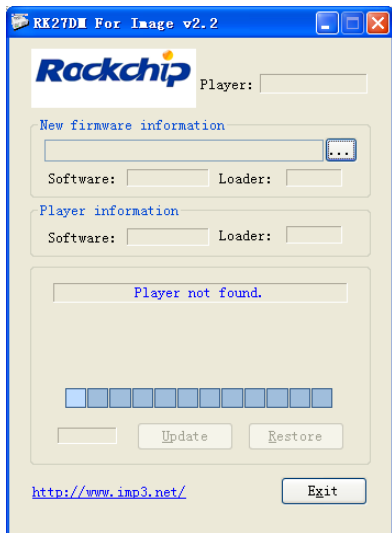 RK27DM For Image v2.2
Rockchip
Player:
New firmware information
...
Software: Loader:
Player information
Software: Loader:
Player not found.
Update Restore
http://www.imp3.net/ Exit